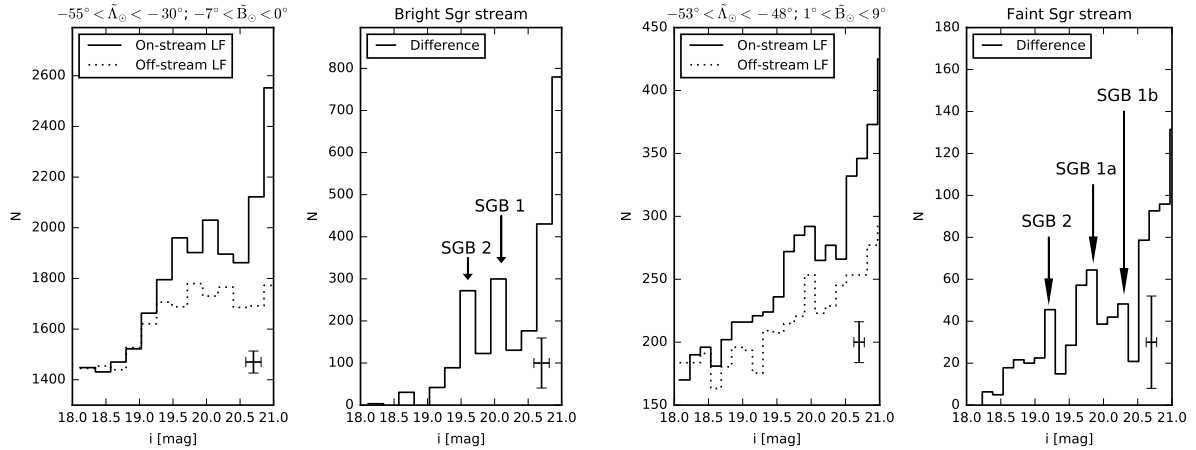 −55° < Λ̃⊙ < −30°; −7° < B̃⊙ < 0°
On-stream LF
Off-stream LF
2600
2400
2200
2000
1800
1600
1400
N
18.0 18.5 19.0 19.5 20.0 20.5 21.0
i [mag]
Bright Sgr stream
Difference
800
700
600
500
400
300
200
100
0
N
SGB 1
SGB 2
18.0 18.5 19.0 19.5 20.0 20.5 21.0
i [mag]
−53° < Λ̃⊙ < −48°; 1° < B̃⊙ < 9°
On-stream LF
Off-stream LF
450
400
350
300
250
200
150
N
18.0 18.5 19.0 19.5 20.0 20.5 21.0
i [mag]
Faint Sgr stream
Difference
180
160
140
120
100
80
60
40
20
0
N
SGB 1b
SGB 1a
SGB 2
18.0 18.5 19.0 19.5 20.0 20.5 21.0
i [mag]